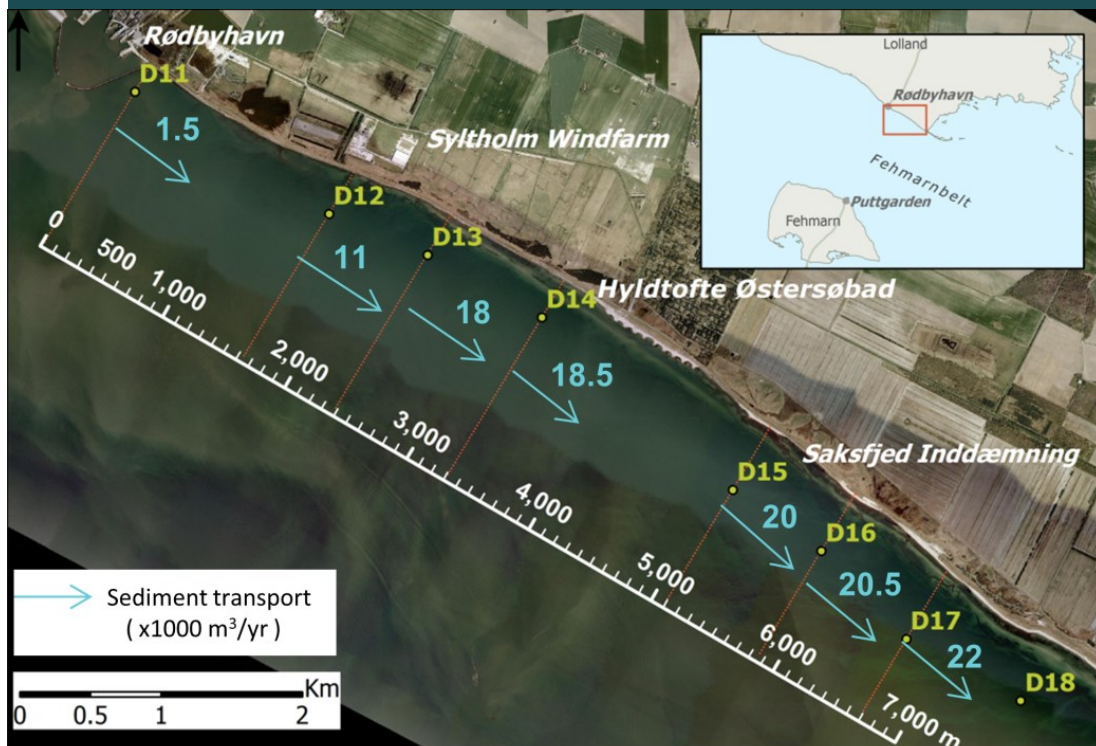 Rødbyhavn
D11
1.5
Syltholm Windfarm
D12
11
D13
18
D14
Hyldtofte Østersøbad
18.5
Saksfjed Inddæmning
D15
20
D16
20.5
D17
22
D18
0
500
1,000
2,000
3,000
4,000
5,000
6,000
7,000 m
Lolland
Rødbyhavn
Fehmarnbelt
Puttgarden
Fehmarn
Sediment transport
( x1000 m³/yr )
Km
0 0.5 1 2